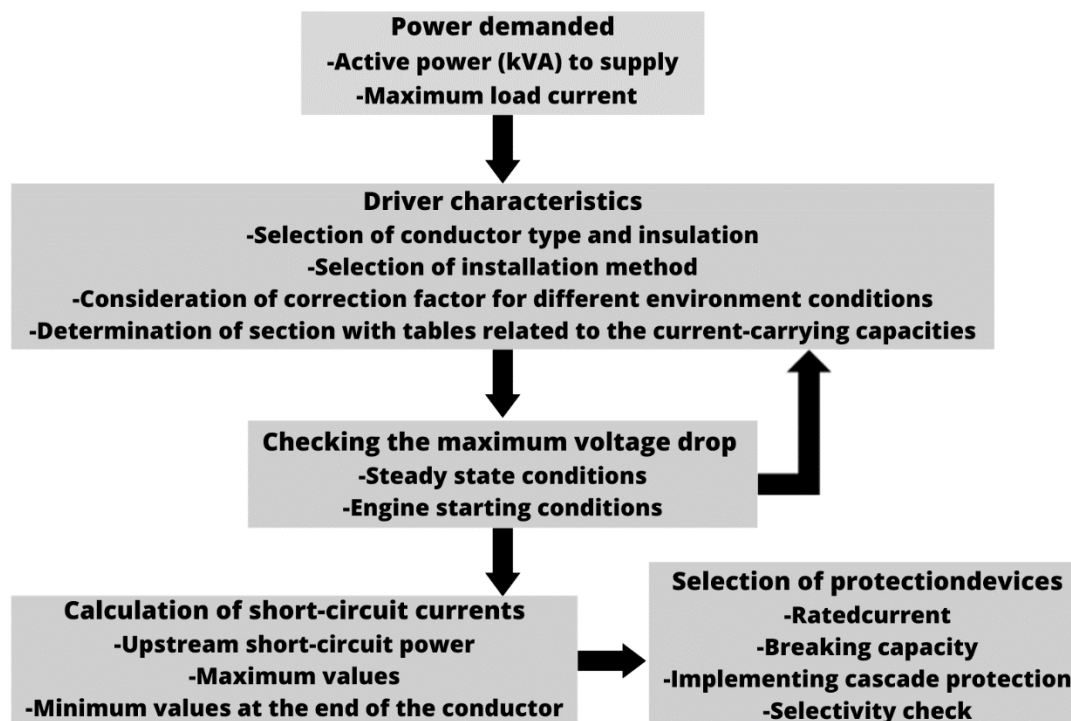 Power demanded
-Active power (kVA) to supply
-Maximum load current
Driver characteristics
-Selection of conductor type and insulation
-Selection of installation method
-Consideration of correction factor for different environment conditions
-Determination of section with tables related to the current-carrying capacities
Checking the maximum voltage drop
-Steady state conditions
-Engine starting conditions
Calculation of short-circuit currents
-Upstream short-circuit power
-Maximum values
-Minimum values at the end of the conductor
Selection of protectiondevices
-Ratedcurrent
-Breaking capacity
-Implementing cascade protection
-Selectivity check